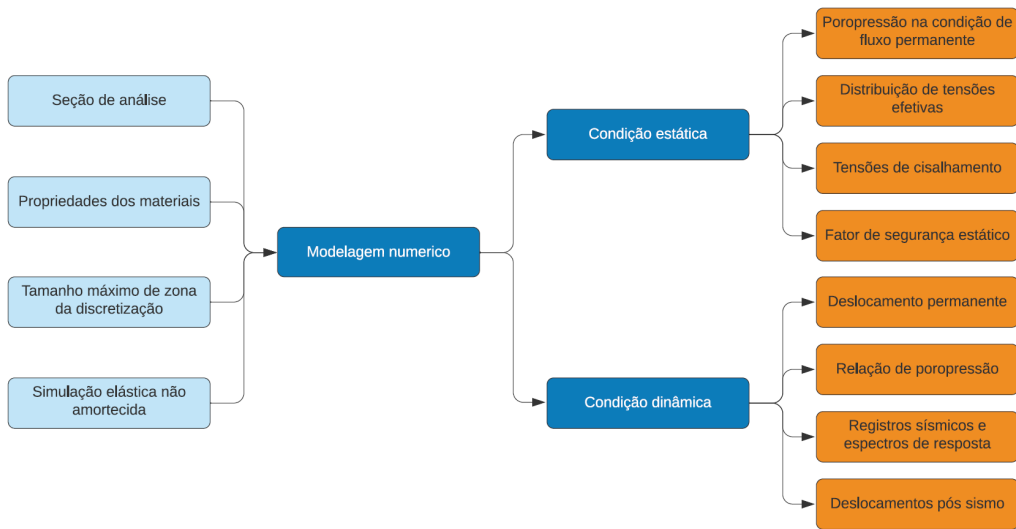 Seção de análise
Propriedades dos materiais
Tamanho máximo de zona
da discretização
Simulação elástica não
amortecida
Modelagem numerico
Condição estática
Condição dinâmica
Poropressão na condição de
fluxo permanente
Distribuição de tensões
efetivas
Tensões de cisalhamento
Fator de segurança estático
Deslocamento permanente
Relação de poropressão
Registros sísmicos e
espectros de resposta
Deslocamentos pós sismo